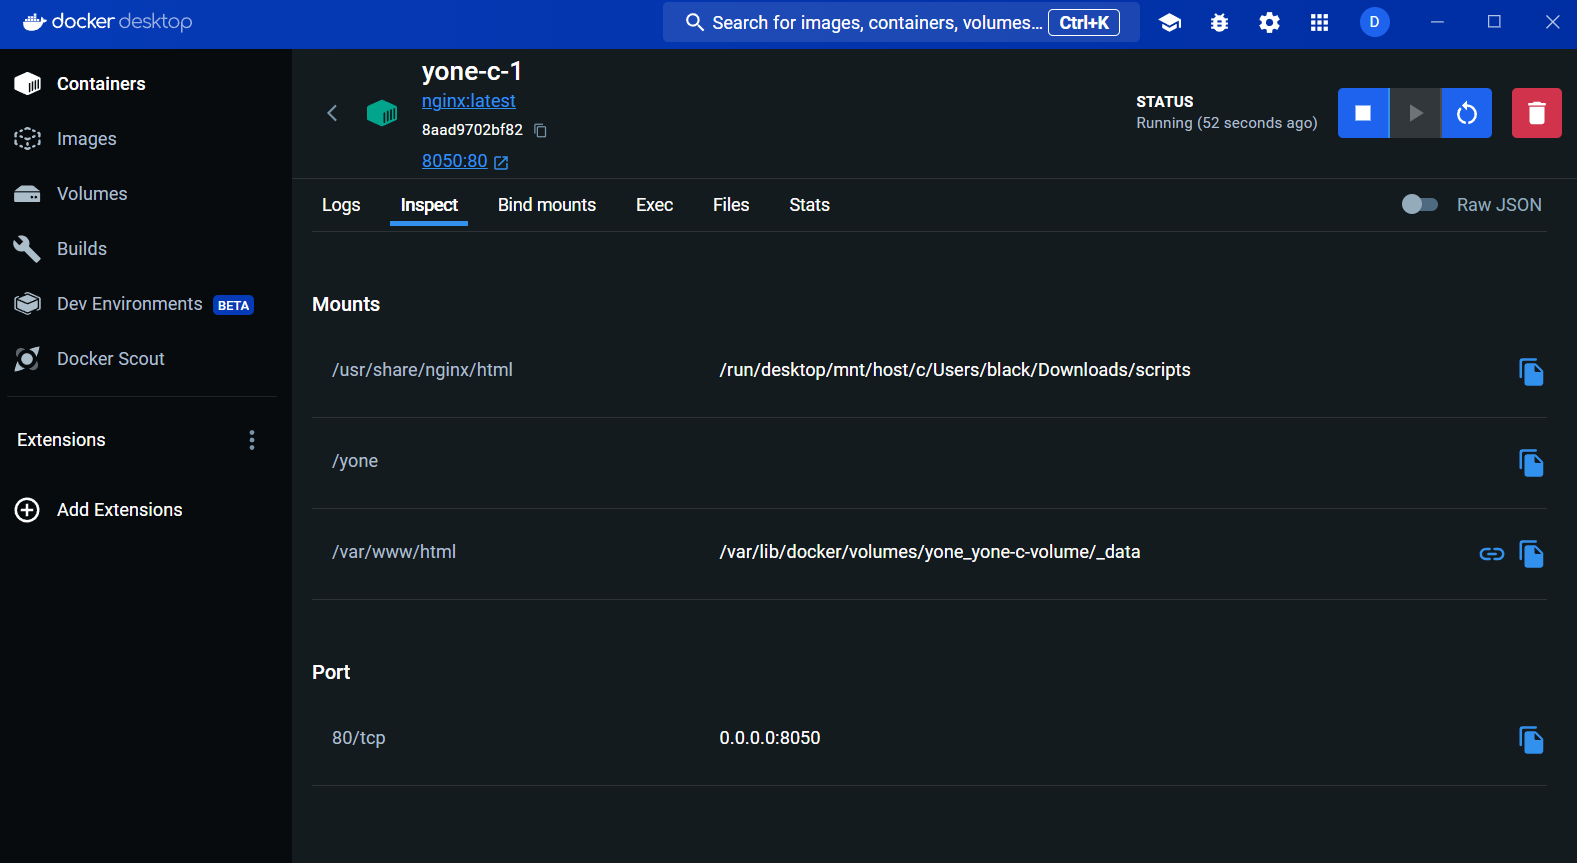 docker desktop
Search for images, containers, volumes... Ctrl+K
D
Containers
Images
Volumes
Builds
Dev Environments BETA
Docker Scout
Extensions
Add Extensions
yone-c-1
nginx:latest
8aad9702bf82
8050:80
STATUS
Running (52 seconds ago)
Logs Inspect Bind mounts Exec Files Stats
Raw JSON
Mounts
/usr/share/nginx/html /run/desktop/mnt/host/c/Users/black/Downloads/scripts
/yone
/var/www/html /var/lib/docker/volumes/yone_yone-c-volume/_data
Port
80/tcp 0.0.0.0:8050